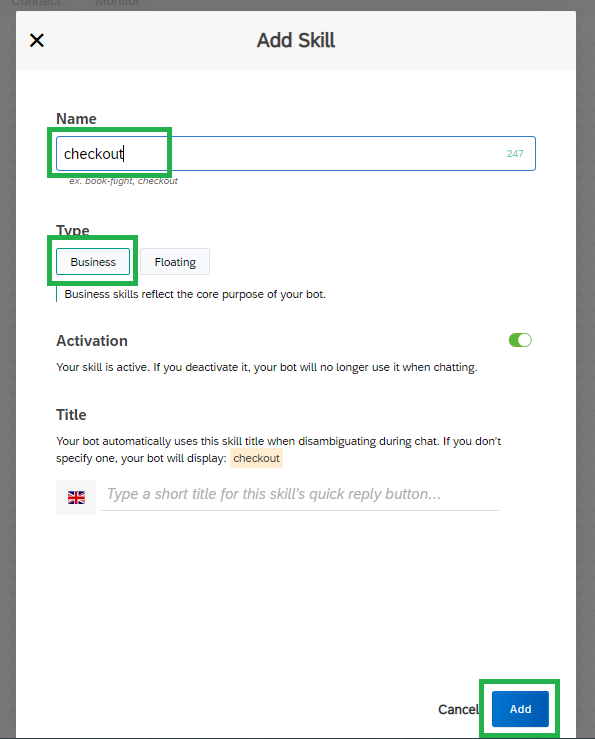 Connect Monitor
Add Skill
Name
checkout
247
ex. book-flight, checkout
Type
Business Floating
Business skills reflect the core purpose of your bot.
Activation
Your skill is active. If you deactivate it, your bot will no longer use it when chatting.
Title
Your bot automatically uses this skill title when disambiguating during chat. If you don't
specify one, your bot will display: checkout
Type a short title for this skill's quick reply button...
Cancel Add